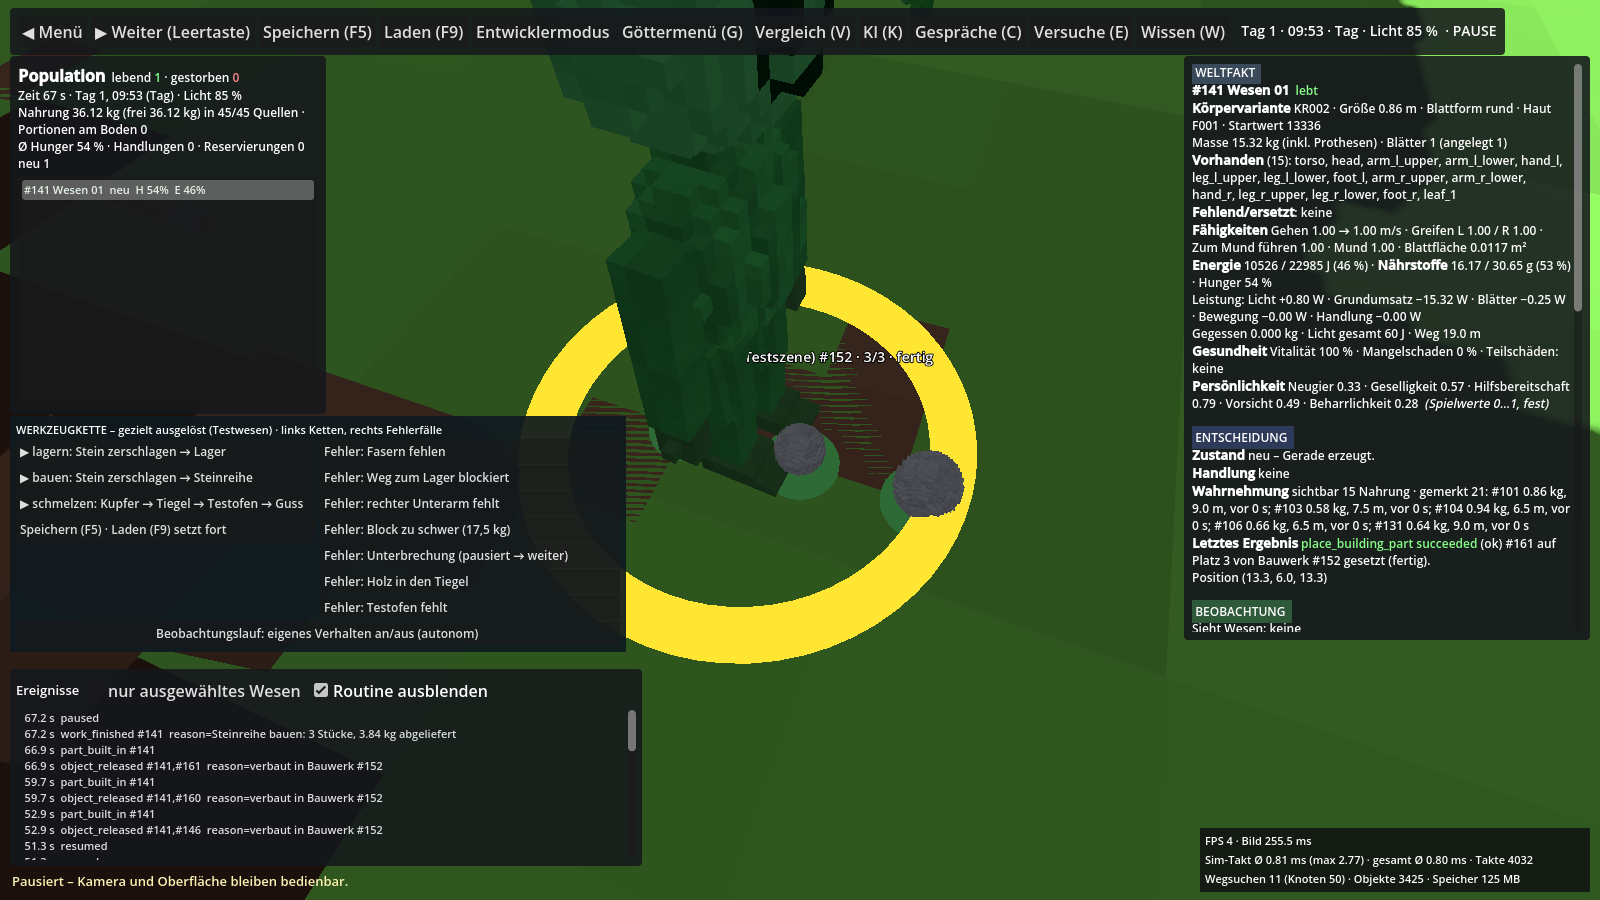 ◀ Menü ▶ Weiter (Leertaste) Speichern (F5) Laden (F9) Entwicklermodus Göttermenü (G) Vergleich (V) KI (K) Gespräche (C) Versuche (E) Wissen (W) Tag 1 · 09:53 · Tag · Licht 85 % · PAUSE
Population lebend 1 · gestorben 0
Zeit 67 s · Tag 1, 09:53 (Tag) · Licht 85 %
Nahrung 36.12 kg (frei 36.12 kg) in 45/45 Quellen ·
Portionen am Boden 0
Ø Hunger 54 % · Handlungen 0 · Reservierungen 0
neu 1
#141 Wesen 01 neu H 54% E 46%
WERKZEUGKETTE – gezielt ausgelöst (Testwesen) · links Ketten, rechts Fehlerfälle
▶ lagern: Stein zerschlagen → Lager
▶ bauen: Stein zerschlagen → Steinreihe
▶ schmelzen: Kupfer → Tiegel → Testofen → Guss
Speichern (F5) · Laden (F9) setzt fort
Fehler: Fasern fehlen
Fehler: Weg zum Lager blockiert
Fehler: rechter Unterarm fehlt
Fehler: Block zu schwer (17,5 kg)
Fehler: Unterbrechung (pausiert → weiter)
Fehler: Holz in den Tiegel
Fehler: Testofen fehlt
Beobachtungslauf: eigenes Verhalten an/aus (autonom)
Ereignisse nur ausgewähltes Wesen Routine ausblenden
67.2 s paused
67.2 s work_finished #141 reason=Steinreihe bauen: 3 Stücke, 3.84 kg abgeliefert
66.9 s part_built_in #141
66.9 s object_released #141,#161 reason=verbaut in Bauwerk #152
59.7 s part_built_in #141
59.7 s object_released #141,#160 reason=verbaut in Bauwerk #152
52.9 s part_built_in #141
52.9 s object_released #141,#146 reason=verbaut in Bauwerk #152
51.3 s resumed
Pausiert – Kamera und Oberfläche bleiben bedienbar.
Testszene) #152 · 3/3 · fertig
WELTFAKT
#141 Wesen 01 lebt
Körpervariante KR002 · Größe 0.86 m · Blattform rund · Haut
F001 · Startwert 13336
Masse 15.32 kg (inkl. Prothesen) · Blätter 1 (angelegt 1)
Vorhanden (15): torso, head, arm_l_upper, arm_l_lower, hand_l,
leg_l_upper, leg_l_lower, foot_l, arm_r_upper, arm_r_lower,
hand_r, leg_r_upper, leg_r_lower, foot_r, leaf_1
Fehlend/ersetzt: keine
Fähigkeiten Gehen 1.00 → 1.00 m/s · Greifen L 1.00 / R 1.00 ·
Zum Mund führen 1.00 · Mund 1.00 · Blattfläche 0.0117 m²
Energie 10526 / 22985 J (46 %) · Nährstoffe 16.17 / 30.65 g (53 %)
· Hunger 54 %
Leistung: Licht +0.80 W · Grundumsatz −15.32 W · Blätter −0.25 W
· Bewegung −0.00 W · Handlung −0.00 W
Gegessen 0.000 kg · Licht gesamt 60 J · Weg 19.0 m
Gesundheit Vitalität 100 % · Mangelschaden 0 % · Teilschäden:
keine
Persönlichkeit Neugier 0.33 · Geselligkeit 0.57 · Hilfsbereitschaft
0.79 · Vorsicht 0.49 · Beharrlichkeit 0.28 (Spielwerte 0…1, fest)
ENTSCHEIDUNG
Zustand neu – Gerade erzeugt.
Handlung keine
Wahrnehmung sichtbar 15 Nahrung · gemerkt 21: #101 0.86 kg,
9.0 m, vor 0 s; #103 0.58 kg, 7.5 m, vor 0 s; #104 0.94 kg, 6.5 m, vor
0 s; #106 0.66 kg, 6.5 m, vor 0 s; #131 0.64 kg, 9.0 m, vor 0 s
Letztes Ergebnis place_building_part succeeded (ok) #161 auf
Platz 3 von Bauwerk #152 gesetzt (fertig).
Position (13.3, 6.0, 13.3)
BEOBACHTUNG
Sieht Wesen: keine
FPS 4 · Bild 255.5 ms
Sim-Takt Ø 0.81 ms (max 2.77) · gesamt Ø 0.80 ms · Takte 4032
Wegsuchen 11 (Knoten 50) · Objekte 3425 · Speicher 125 MB